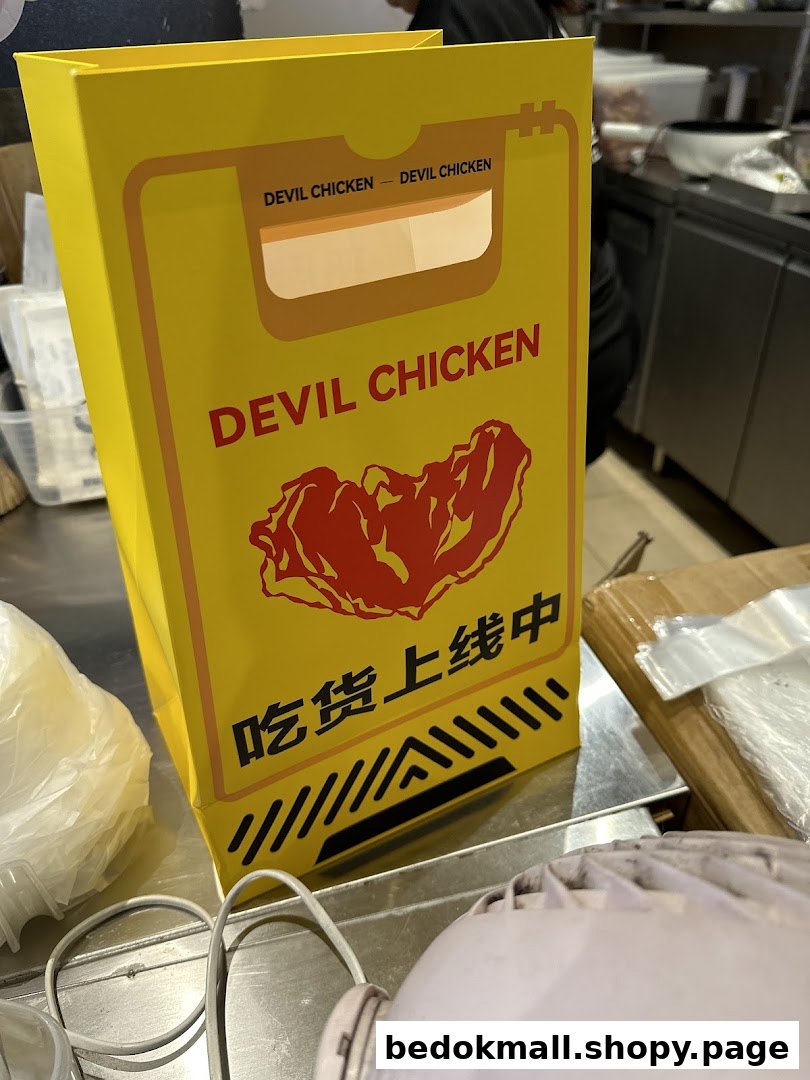 DEVIL CHICKEN — DEVIL CHICKEN
DEVIL CHICKEN
吃货上线中
bedokmall.shopy.page